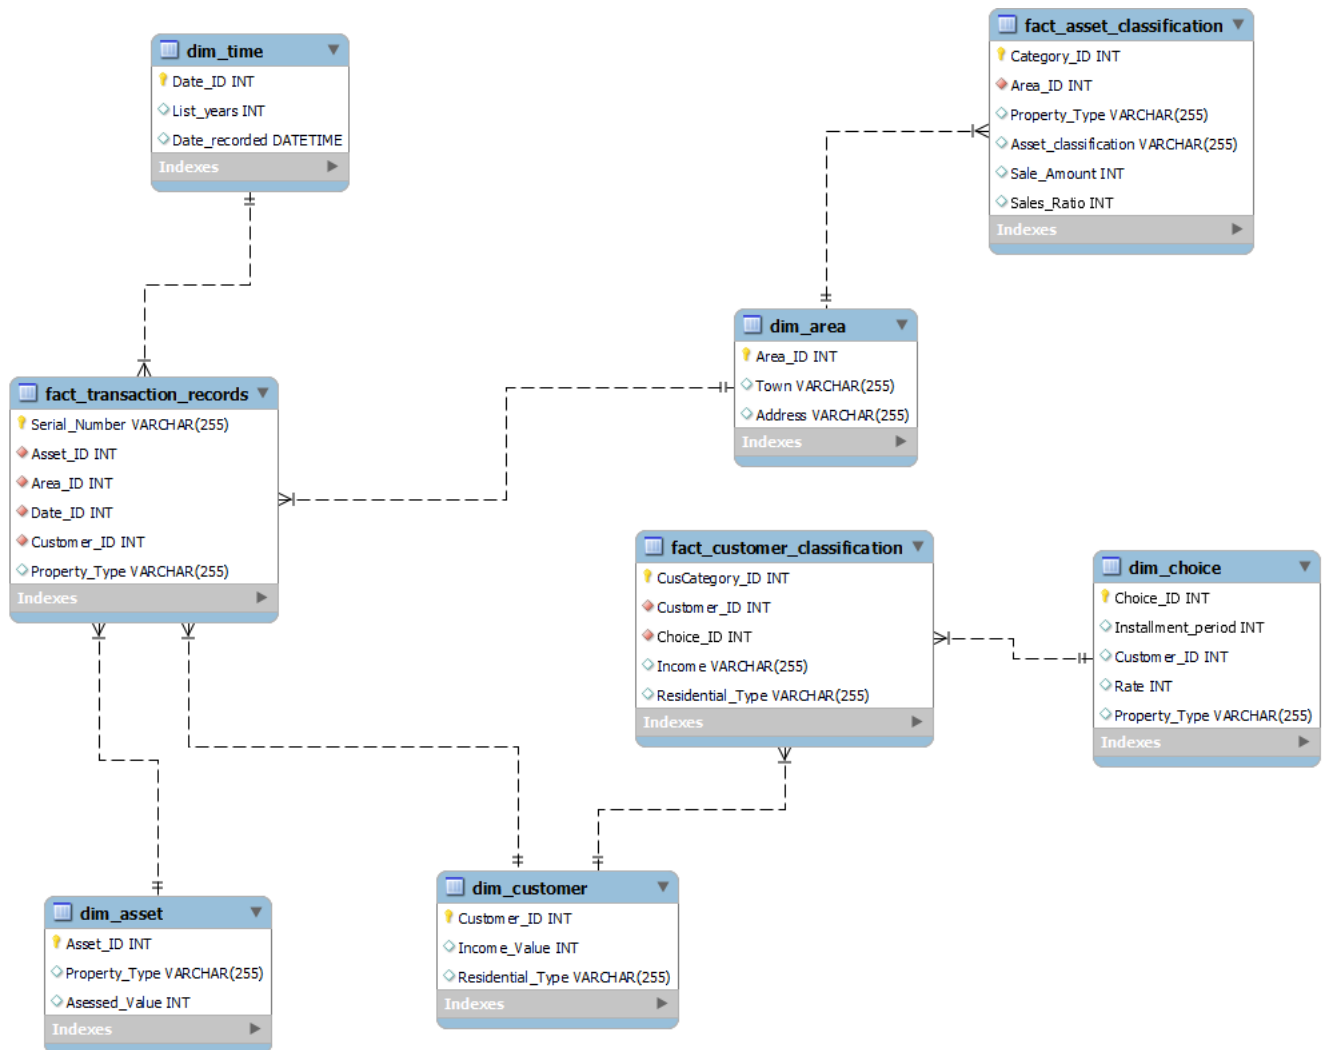 dim_time
Date_ID INT
List_years INT
Date_recorded DATETIME
Indexes
fact_asset_classification
Category_ID INT
Area_ID INT
Property_Type VARCHAR(255)
Asset_classification VARCHAR(255)
Sale_Amount INT
Sales_Ratio INT
Indexes
dim_area
Area_ID INT
Town VARCHAR(255)
Address VARCHAR(255)
Indexes
fact_transaction_records
Serial_Number VARCHAR(255)
Asset_ID INT
Area_ID INT
Date_ID INT
Customer_ID INT
Property_Type VARCHAR(255)
Indexes
fact_customer_classification
CusCategory_ID INT
Customer_ID INT
Choice_ID INT
Income VARCHAR(255)
Residential_Type VARCHAR(255)
Indexes
dim_choice
Choice_ID INT
Installment_period INT
Customer_ID INT
Rate INT
Property_Type VARCHAR(255)
Indexes
dim_asset
Asset_ID INT
Property_Type VARCHAR(255)
Asessed_Value INT
Indexes
dim_customer
Customer_ID INT
Income_Value INT
Residential_Type VARCHAR(255)
Indexes